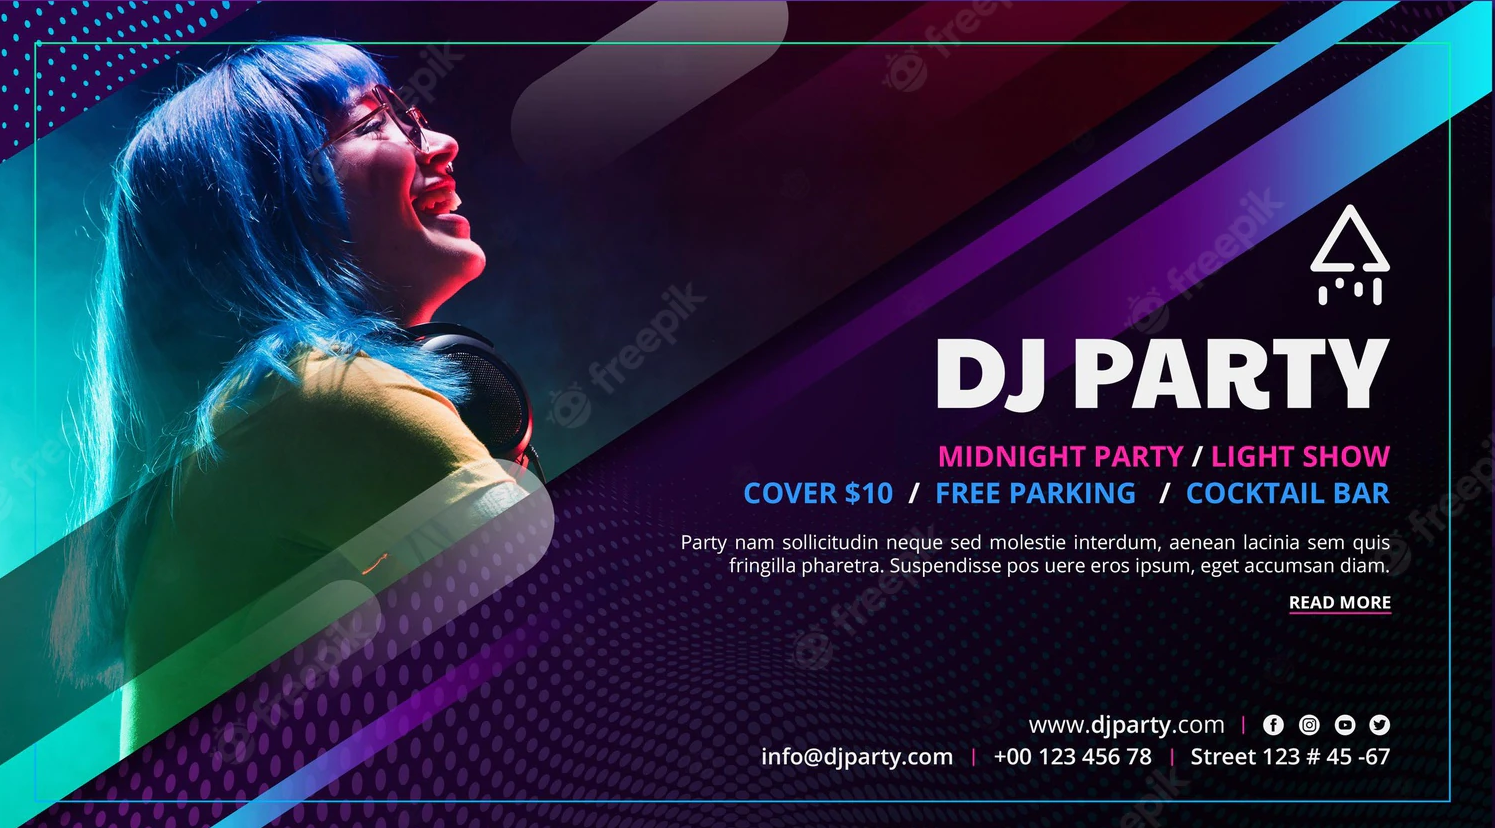 DJ PARTY
MIDNIGHT PARTY / LIGHT SHOW
COVER $10 / FREE PARKING / COCKTAIL BAR
Party nam sollicitudin neque sed molestie interdum, aenean lacinia sem quis
fringilla pharetra. Suspendisse pos uere eros ipsum, eget accumsan diam.
READ MORE
www.djparty.com |
info@djparty.com | +00 123 456 78 | Street 123 # 45 -67
freepik
freepik
freepik
freepik
freepik
freepik
freepik